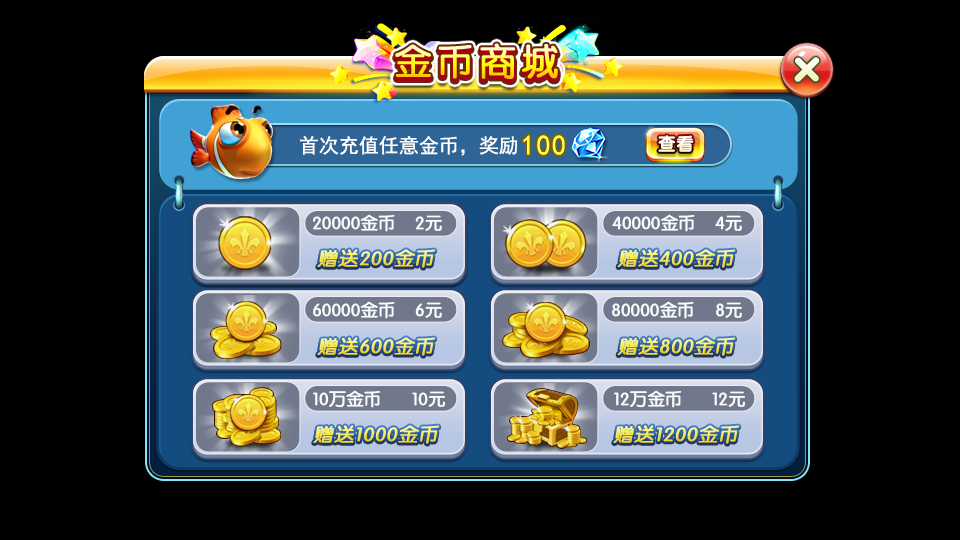 金币商城
首次充值任意金币，奖励100
查看
20000金币 2元
赠送200金币
40000金币 4元
赠送400金币
60000金币 6元
赠送600金币
80000金币 8元
赠送800金币
10万金币 10元
赠送1000金币
12万金币 12元
赠送1200金币